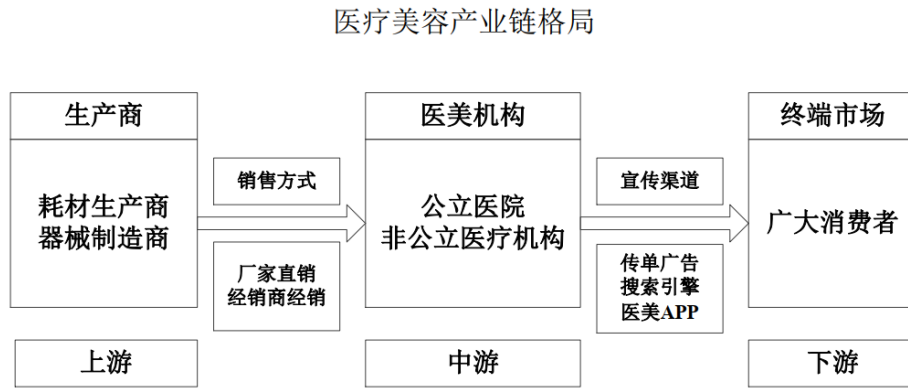 医疗美容产业链格局
生产商
耗材生产商
器械制造商
上游
销售方式
厂家直销
经销商经销
医美机构
公立医院
非公立医疗机构
中游
宣传渠道
传单广告
搜索引擎
医美APP
终端市场
广大消费者
下游